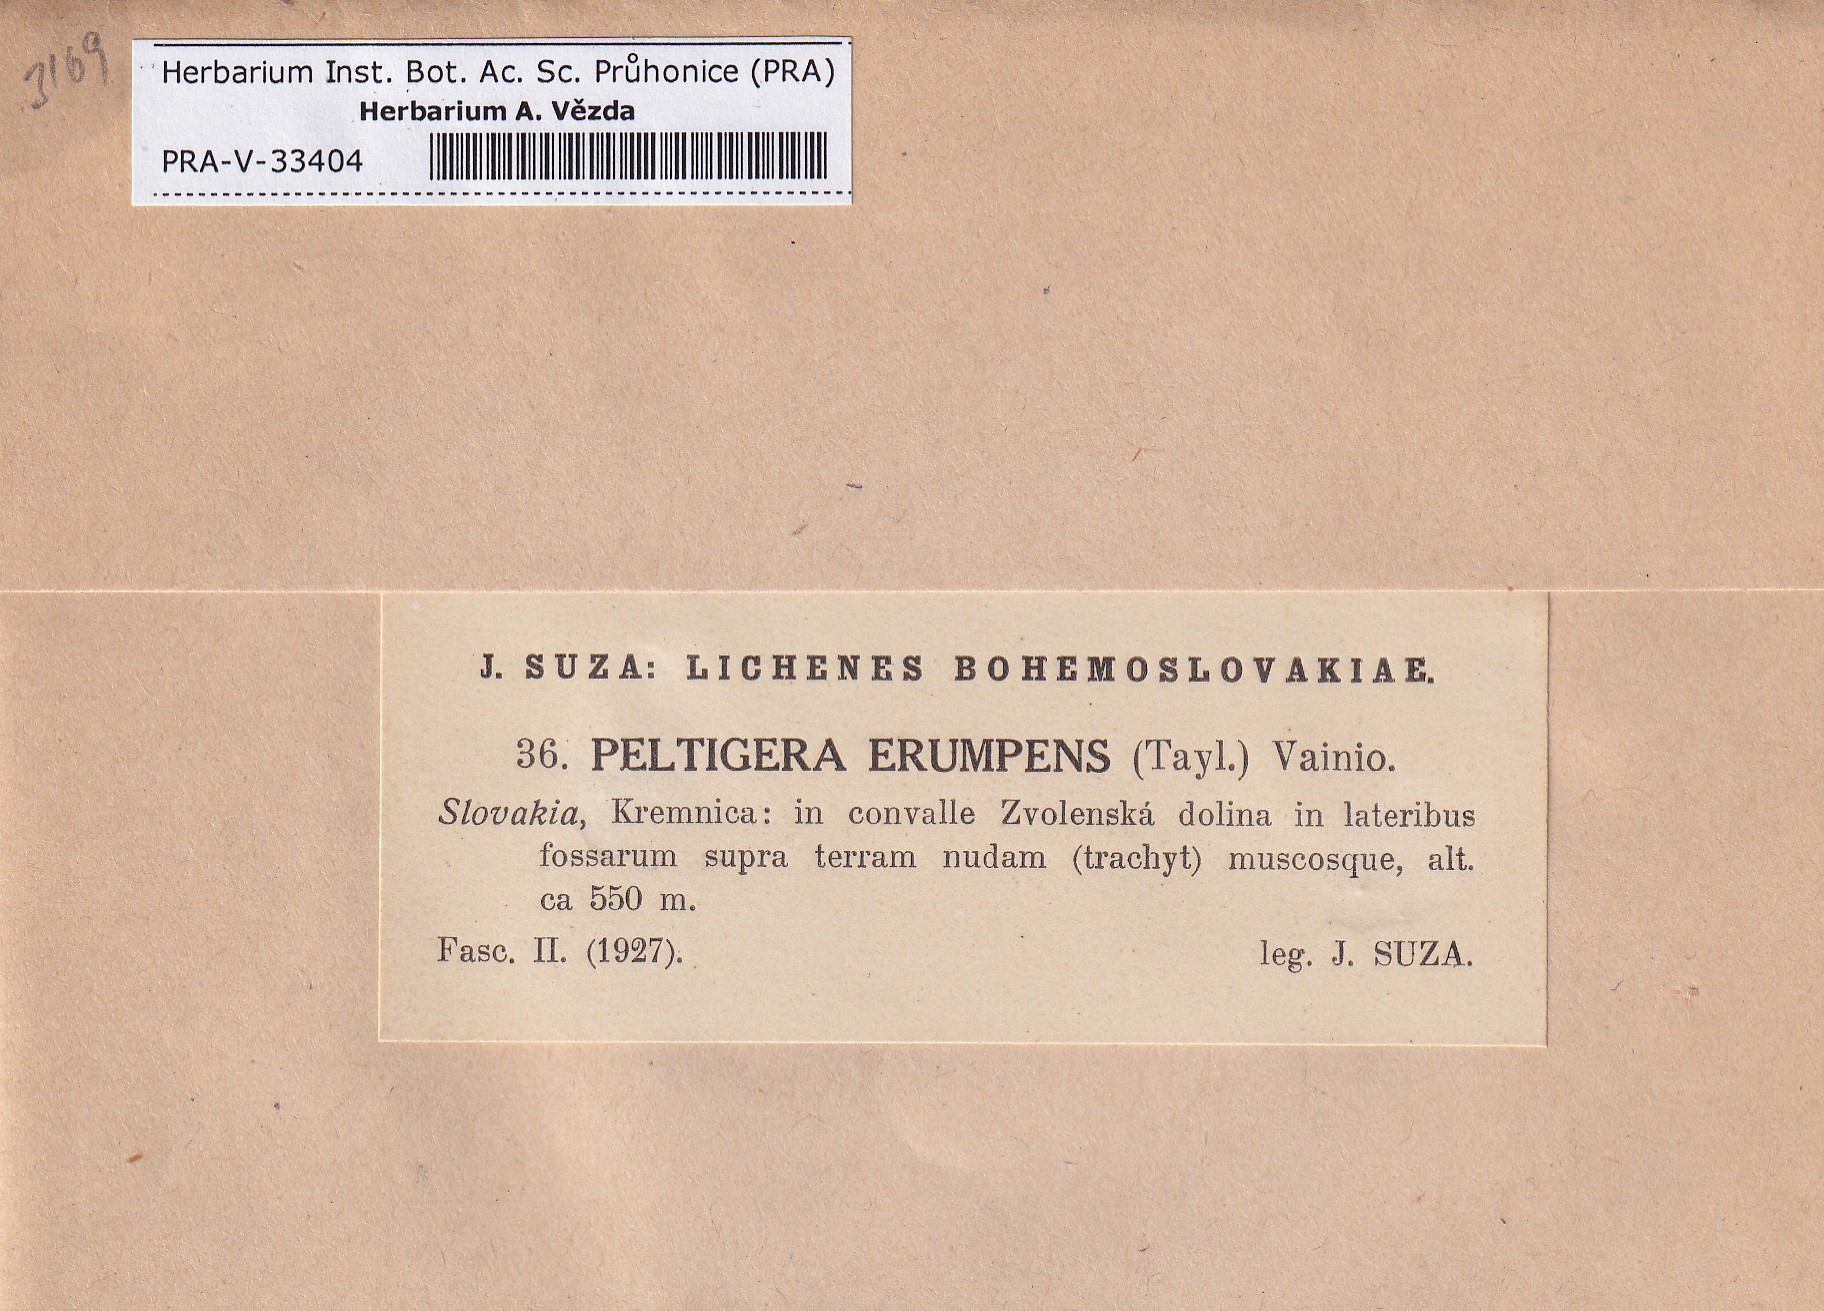 3169
Herbarium Inst. Bot. Ac. Sc. Průhonice (PRA)
Herbarium A. Vězda
PRA-V-33404
J. SUZA: LICHENES BOHEMOSLOVAKIAE.
36. PELTIGERA ERUMPENS (Tayl.) Vainio.
Slovakia, Kremnica: in convalle Zvolenská dolina in lateribus
fossarum supra terram nudam (trachyt) muscosque, alt.
ca 550 m.
Fasc. II. (1927). leg. J. SUZA.